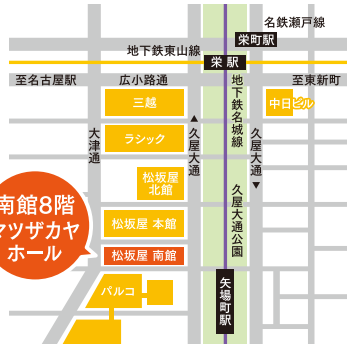 名鉄瀬戸線
栄町駅
地下鉄東山線
栄 駅
至名古屋駅
広小路通
至東新町
三越
地下鉄名城線
中日ビル
ラシック
大津通
▲久屋大通
久屋大通▼
松坂屋
北館
久屋大通公園
南館8階
マツザカヤ
ホール
松坂屋 本館
松坂屋 南館
パルコ
矢場町駅